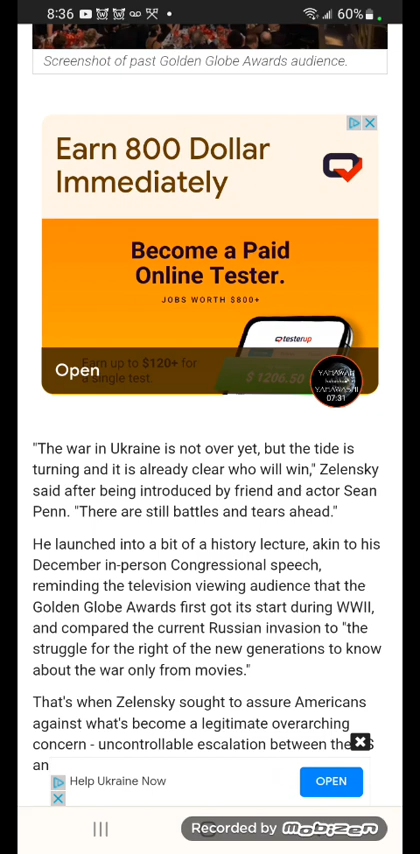 8:36 60%
Screenshot of past Golden Globe Awards audience.
Earn 800 Dollar
Immediately
Become a Paid
Online Tester.
JOBS WORTH $800+
testerup
Earn up to $120+ for
a single test
Open
$ 1206.50
YAMAWAHI
YAMAWASHI
07:31
"The war in Ukraine is not over yet, but the tide is
turning and it is already clear who will win," Zelensky
said after being introduced by friend and actor Sean
Penn. "There are still battles and tears ahead."
He launched into a bit of a history lecture, akin to his
December in-person Congressional speech,
reminding the television viewing audience that the
Golden Globe Awards first got its start during WWII,
and compared the current Russian invasion to "the
struggle for the right of the new generations to know
about the war only from movies."
That's when Zelensky sought to assure Americans
against what's become a legitimate overarching
concern - uncontrollable escalation between the S
an
Help Ukraine Now
OPEN
Recorded by mobizen